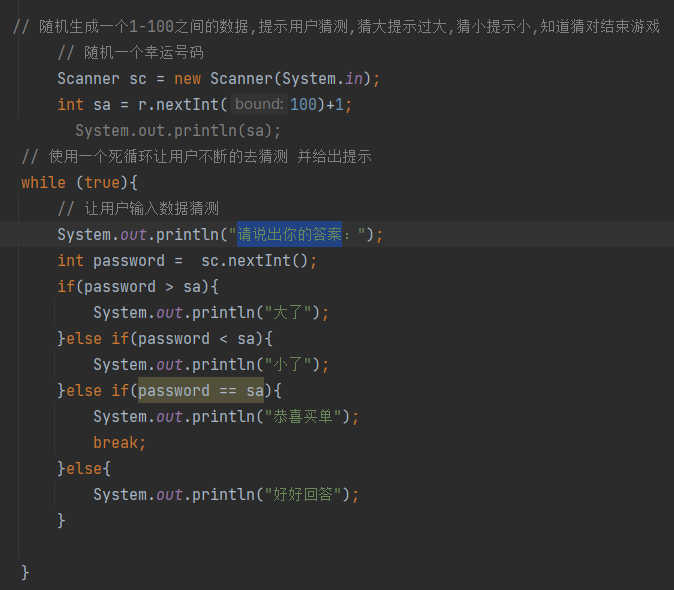 // 随机生成一个1-100之间的数据,提示用户猜测,猜大提示过大,猜小提示小,知道猜对结束游戏
// 随机一个幸运号码
Scanner sc = new Scanner(System.in);
int sa = r.nextInt( bound: 100)+1;
System.out.println(sa);
// 使用一个死循环让用户不断的去猜测 并给出提示
while (true){
// 让用户输入数据猜测
System.out.println("请说出你的答案：");
int password =  sc.nextInt();
if(password > sa){
System.out.println("大了");
}else if(password < sa){
System.out.println("小了");
}else if(password == sa){
System.out.println("恭喜买单");
break;
}else{
System.out.println("好好回答");
}
}